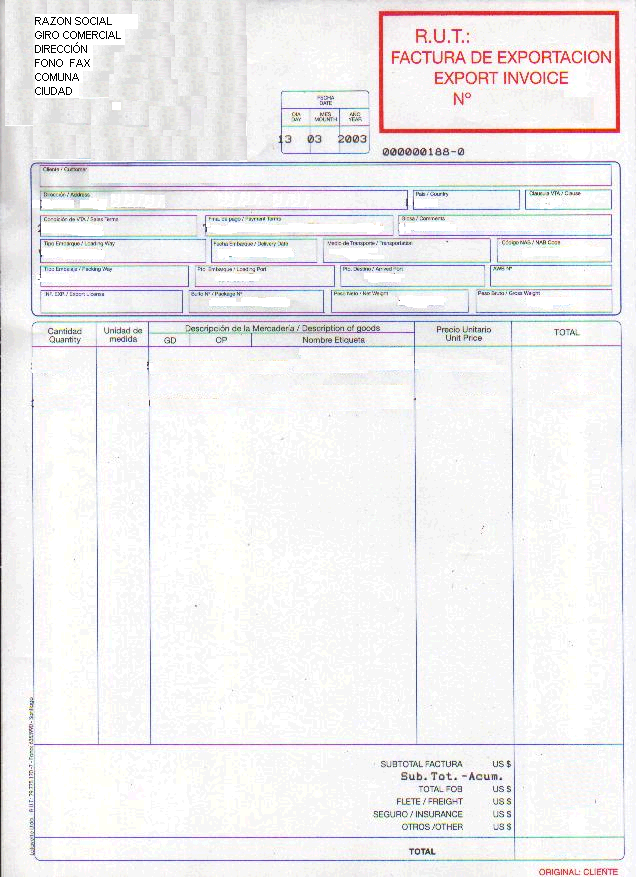 RAZON SOCIAL
GIRO COMERCIAL
DIRECCIÓN
FONO FAX
COMUNA
CIUDAD
R.U.T.:
FACTURA DE EXPORTACION
EXPORT INVOICE
Nº
FECHA
DATE
DIA MES AÑO
DAY MOUNTH YEAR
13 03 2003
000000188-0
Cliente / Customer
Dirección / Address País / Country Clausula VTA / Clause
Condición de VTA / Sales Terms Fma. de pago / Payment Terms Glosa / Comments
Tipo Embarque / Loading Way Fecha Embarque / Delivery Date Medio de Transporte / Transportation Código NAB / NAB Code
Tipo Embalaje / Packing Way Pto. Embarque / Loading Port Pto. Destino / Arrived Port AWB Nº
INF. EXP. / Export License Bulto Nº / Package Nº Peso Neto / Net Weight Peso Bruto / Gross Weight
Cantidad Unidad de Descripción de la Mercadería / Description of goods Precio Unitario TOTAL
Quantity medida GD CP Nombre Etiqueta Unit Price
SUBTOTAL FACTURA US $
Sub.Tot.-Acum.
TOTAL FOB US $
FLETE / FREIGHT US $
SEGURO / INSURANCE US $
OTROS /OTHER US $
TOTAL
ORIGINAL: CLIENTE